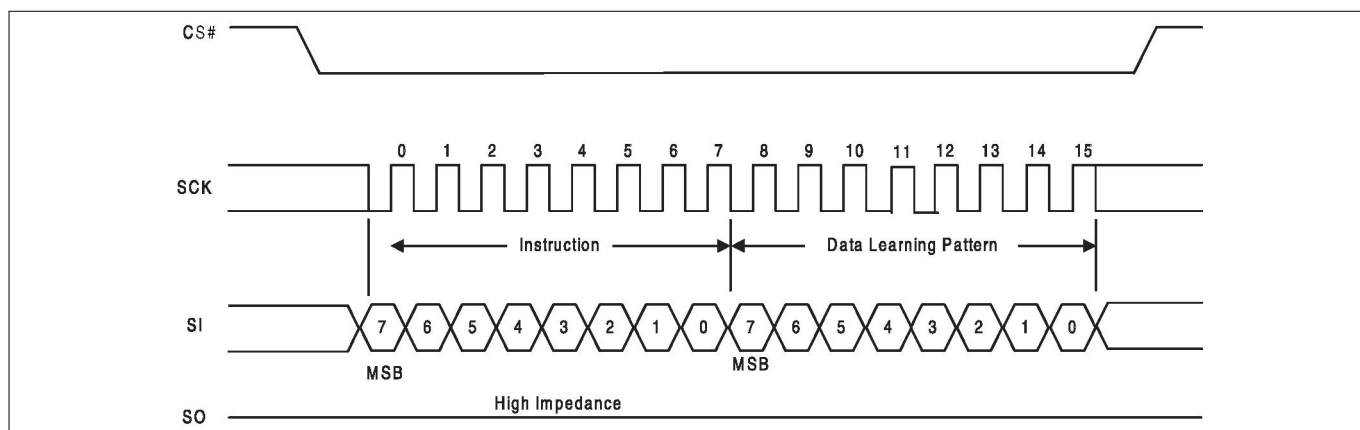 CS#
0 1 2 3 4 5 6 7 8 9 10 11 12 13 14 15
SCK
Instruction Data Learning Pattern
SI 7 6 5 4 3 2 1 0 7 6 5 4 3 2 1 0
MSB MSB
High Impedance
SO